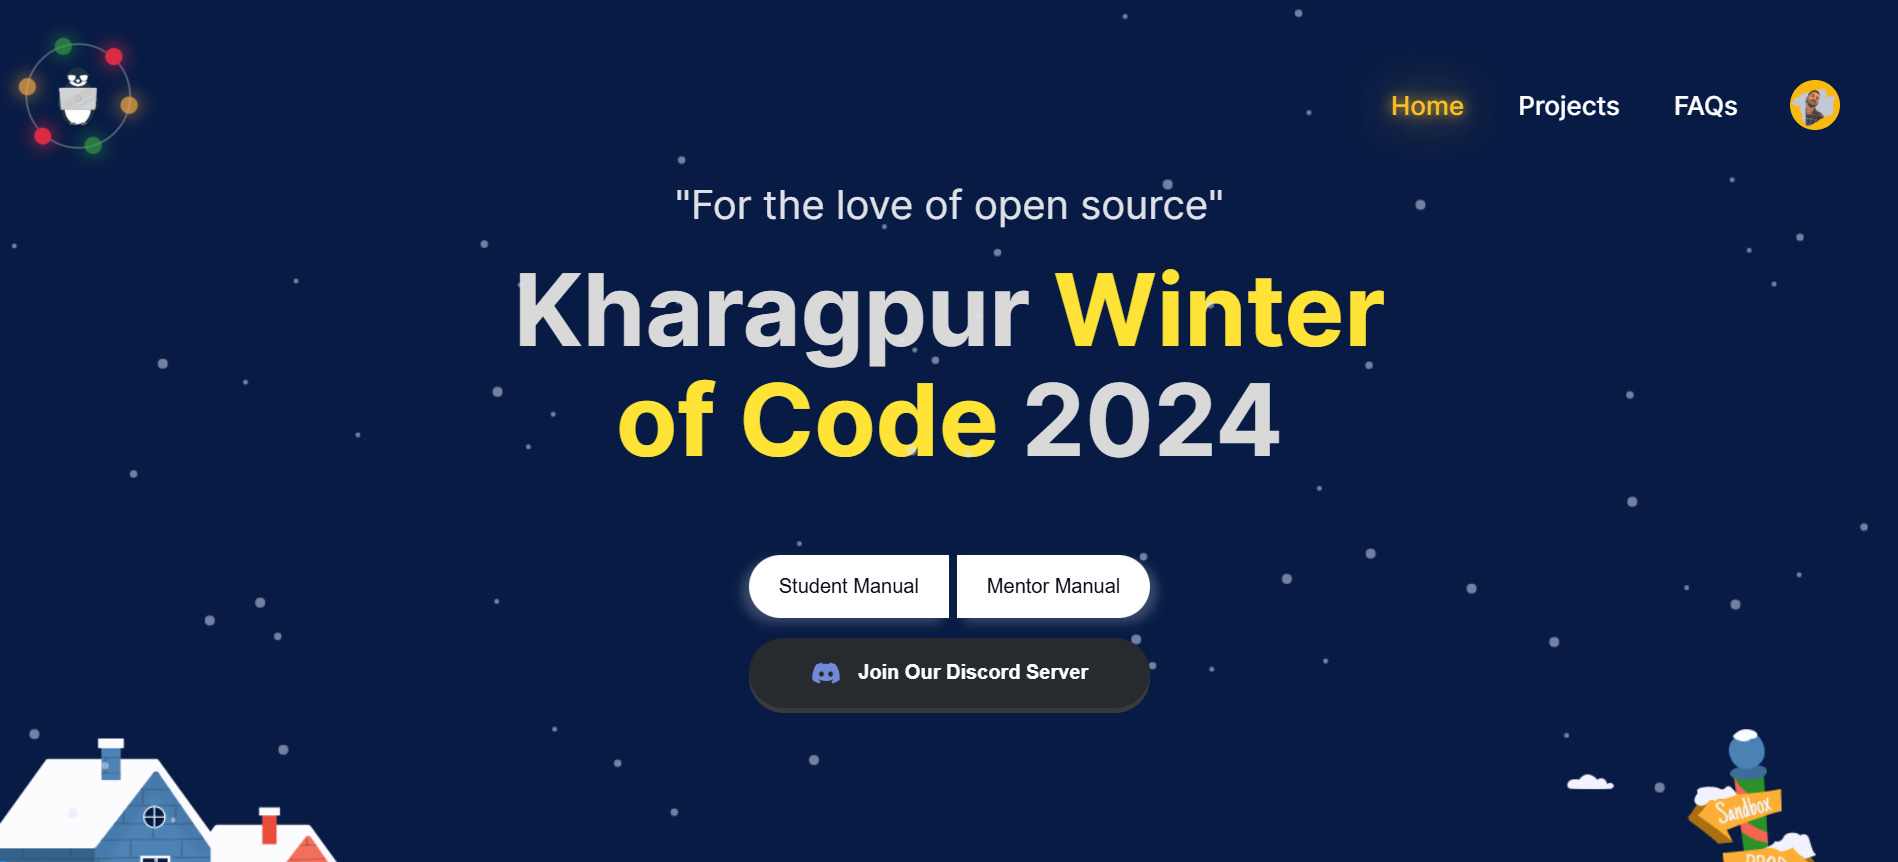 Home Projects FAQs
"For the love of open source"
Kharagpur Winter
of Code 2024
Student Manual Mentor Manual
Join Our Discord Server
Sandbox
PROD